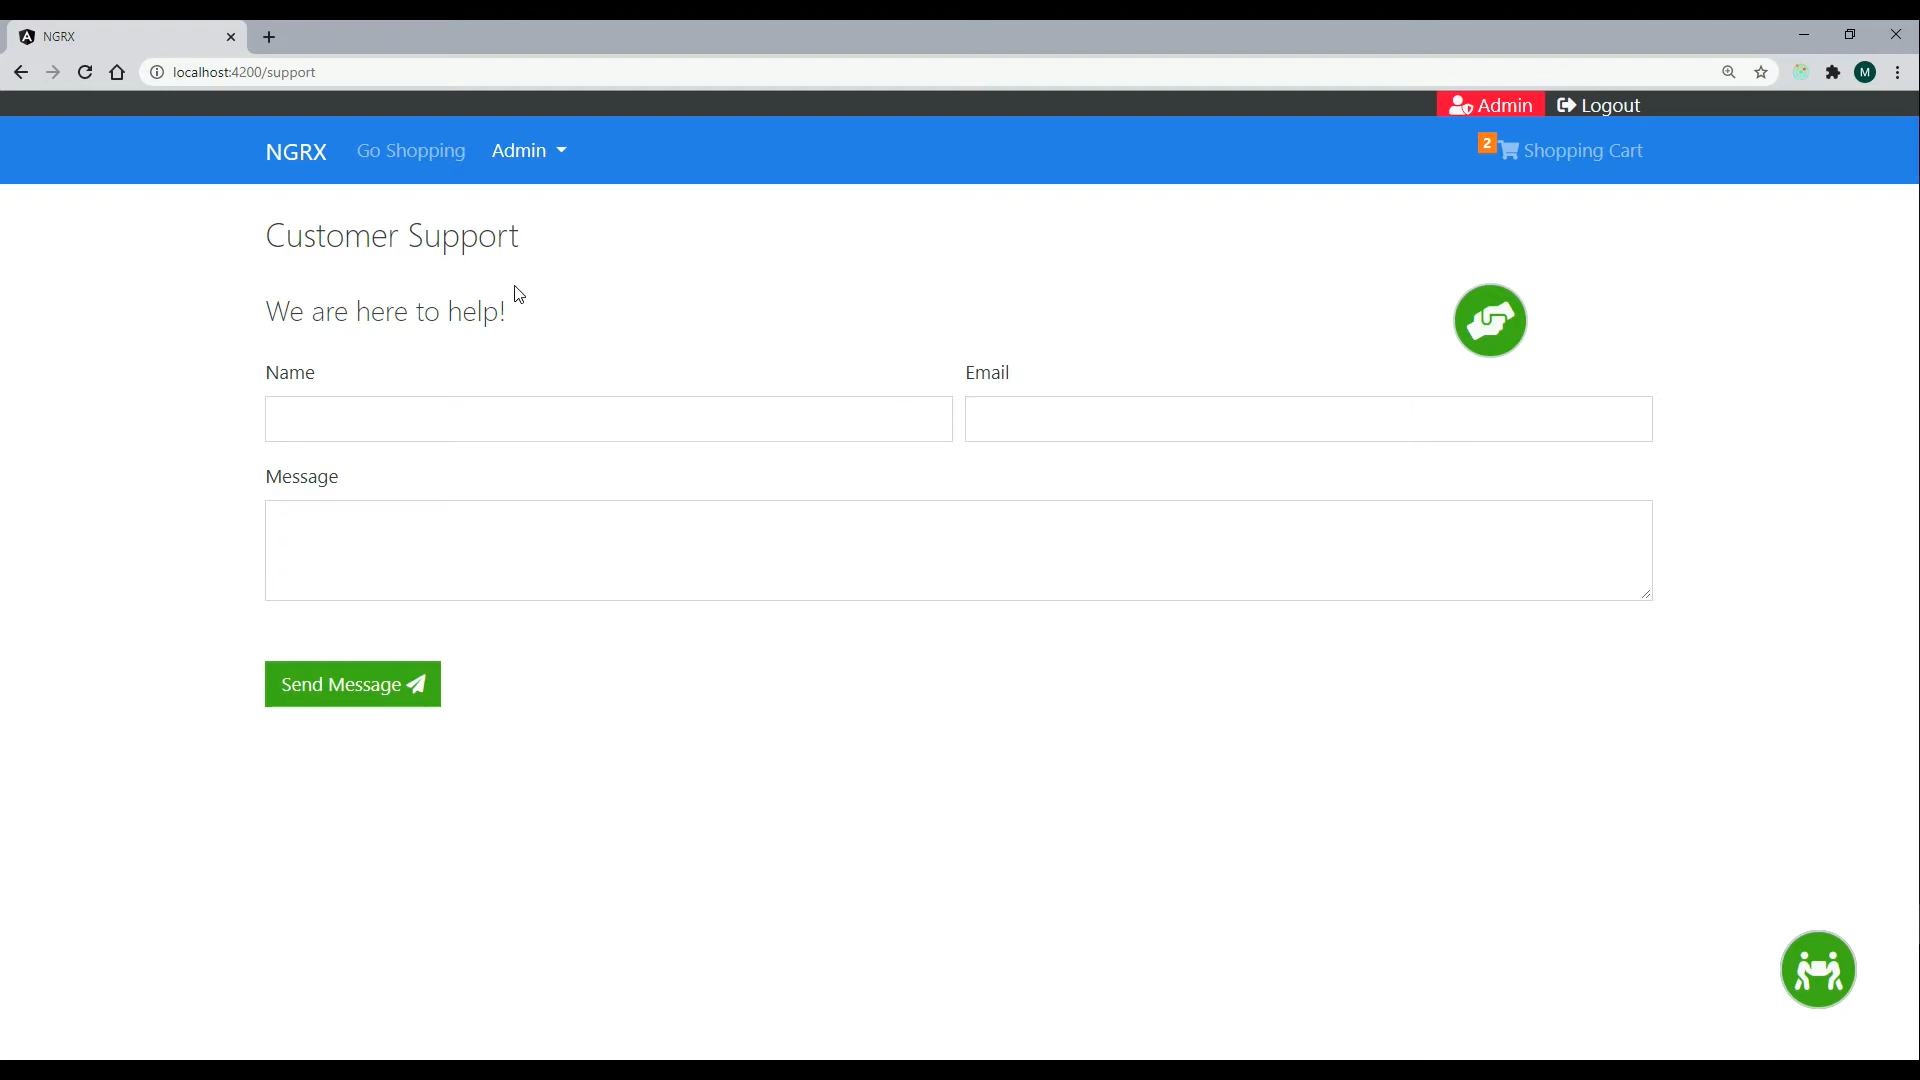 NGRX
localhost:4200/support
M
Admin Logout
NGRX Go Shopping Admin 2 Shopping Cart
Customer Support
We are here to help!
Name Email
Message
Send Message